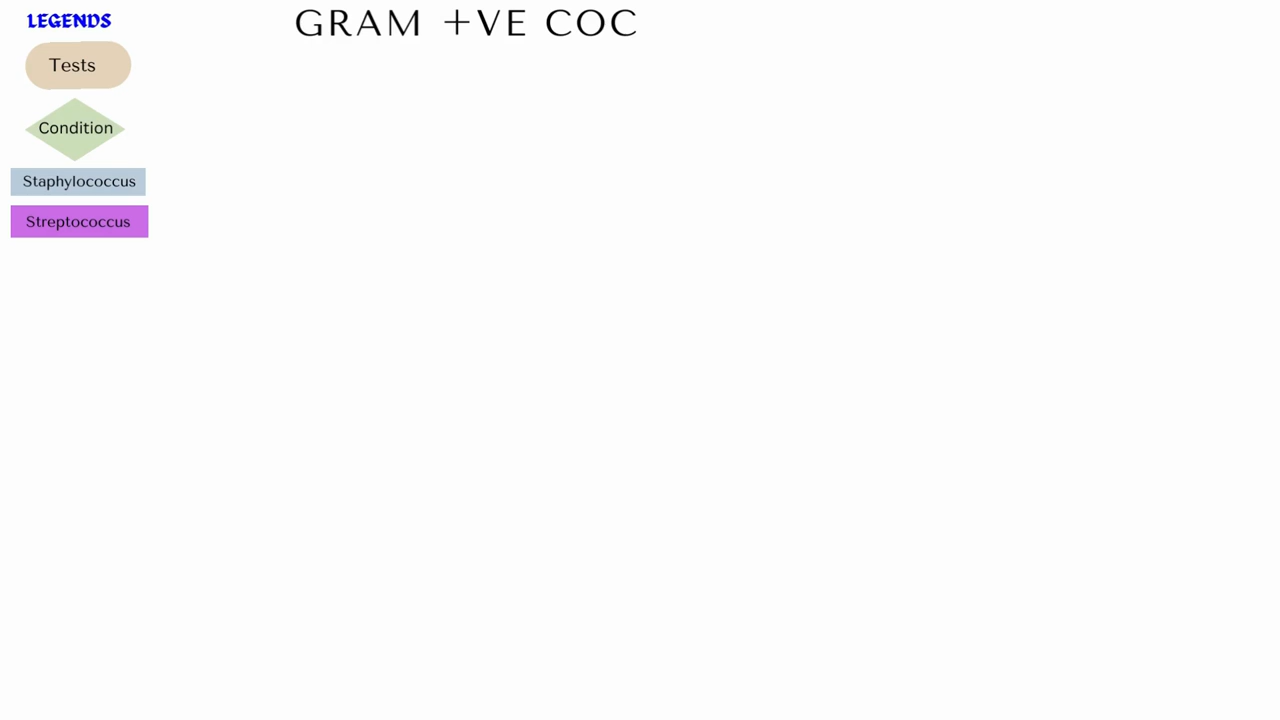 LEGENDS
GRAM +VE COC
Tests
Condition
Staphylococcus
Streptococcus